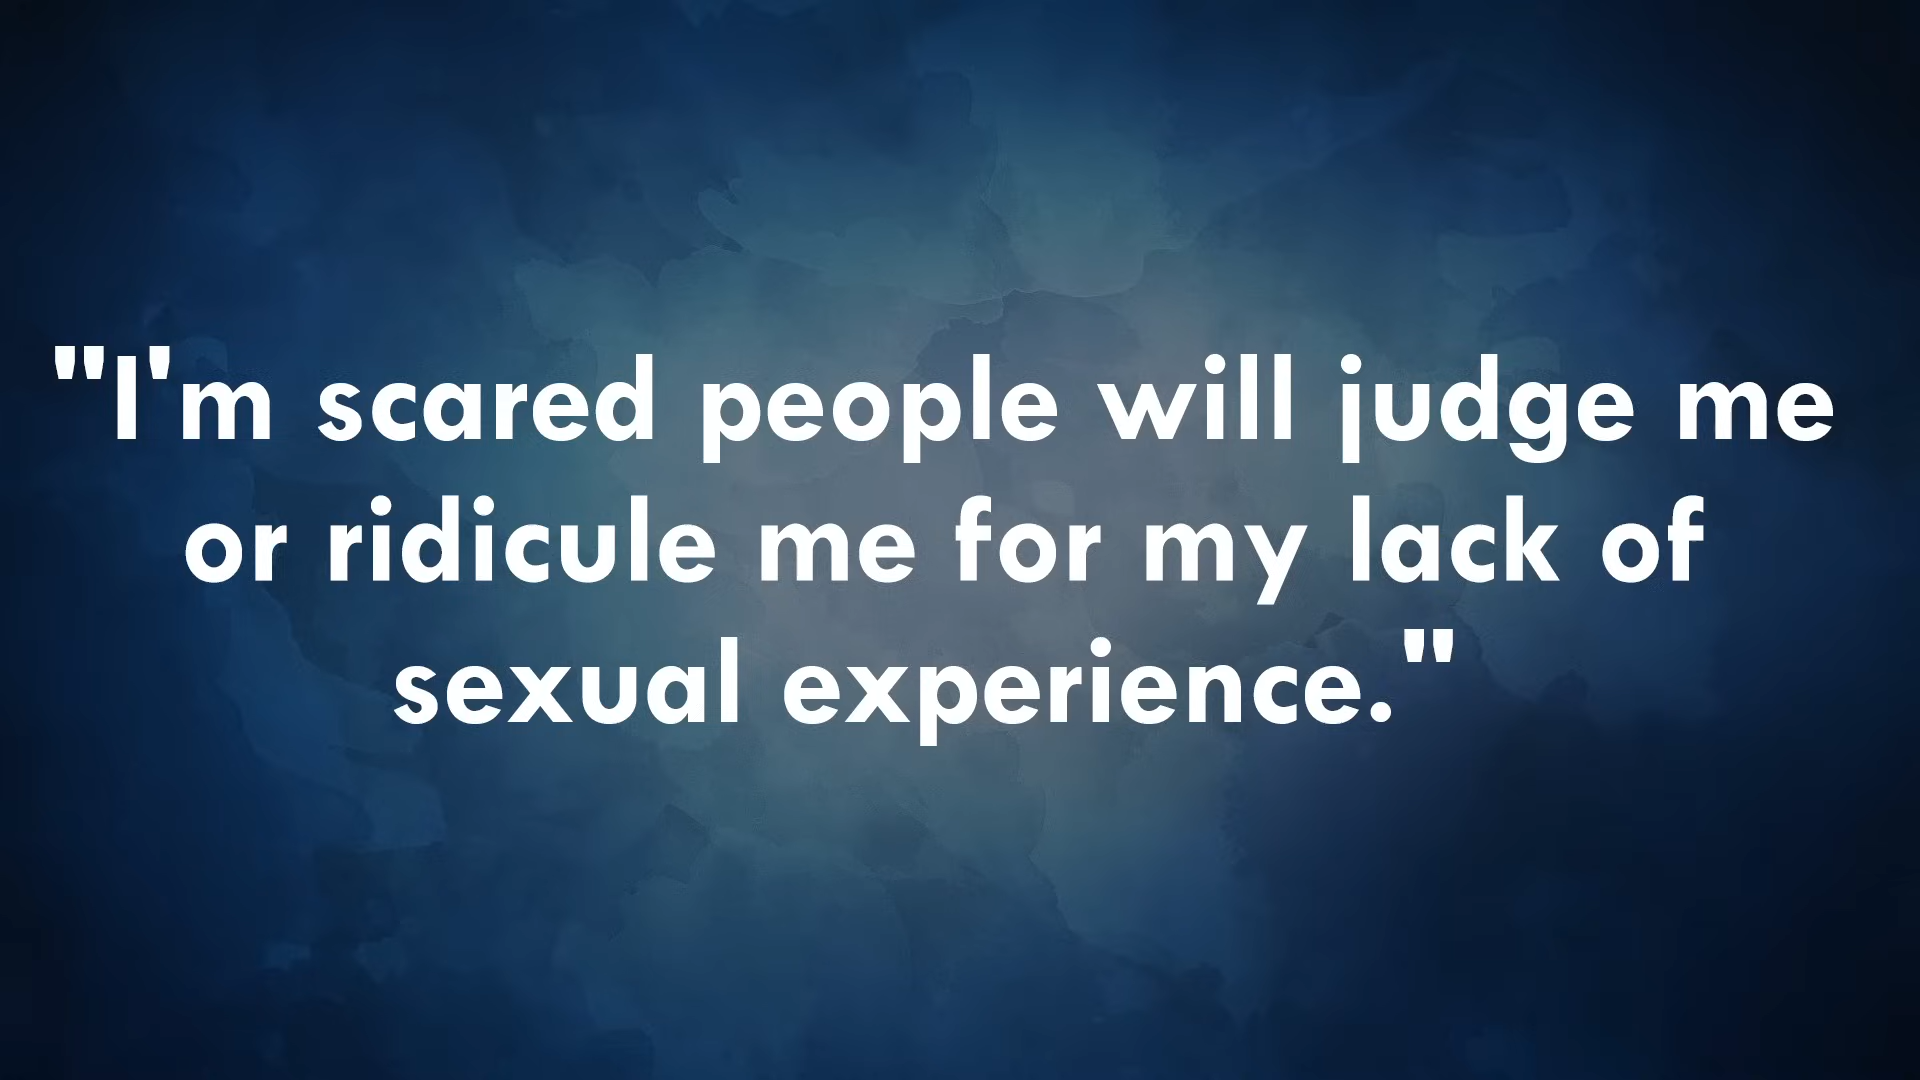 "I'm scared people will judge me
or ridicule me for my lack of
sexual experience."